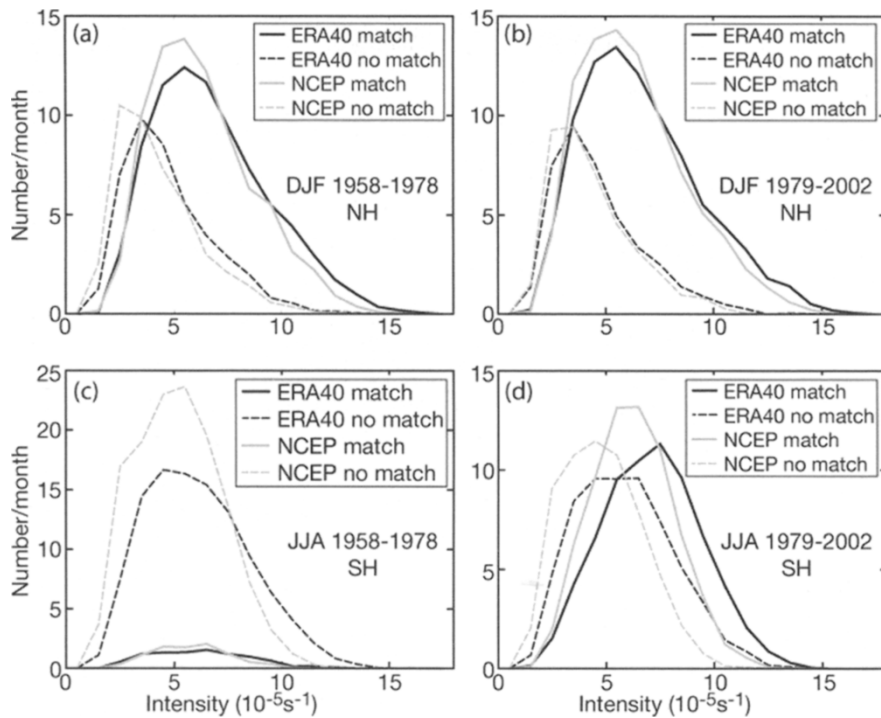 (a)
ERA40 match
ERA40 no match
NCEP match
NCEP no match
DJF 1958-1978
NH
Number/month
15
10
5
0
0 5 10 15
(b)
ERA40 match
ERA40 no match
NCEP match
NCEP no match
DJF 1979-2002
NH
15
10
5
0
0 5 10 15
(c)
ERA40 match
ERA40 no match
NCEP match
NCEP no match
JJA 1958-1978
SH
Number/month
25
20
15
10
5
0
0 5 10 15
Intensity (10-5s-1)
(d)
ERA40 match
ERA40 no match
NCEP match
NCEP no match
JJA 1979-2002
SH
15
10
5
0
0 5 10 15
Intensity (10-5s-1)